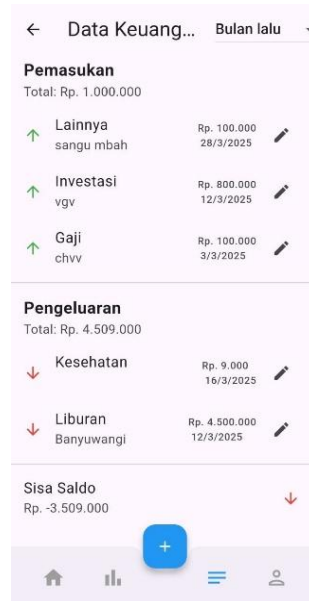 Data Keuang... Bulan lalu
Pemasukan
Total: Rp. 1.000.000
Lainnya Rp. 100.000
sangu mbah 28/3/2025
Investasi Rp. 800.000
vgv 12/3/2025
Gaji Rp. 100.000
chvv 3/3/2025
Pengeluaran
Total: Rp. 4.509.000
Kesehatan Rp. 9.000
16/3/2025
Liburan Rp. 4.500.000
Banyuwangi 12/3/2025
Sisa Saldo
Rp. -3.509.000